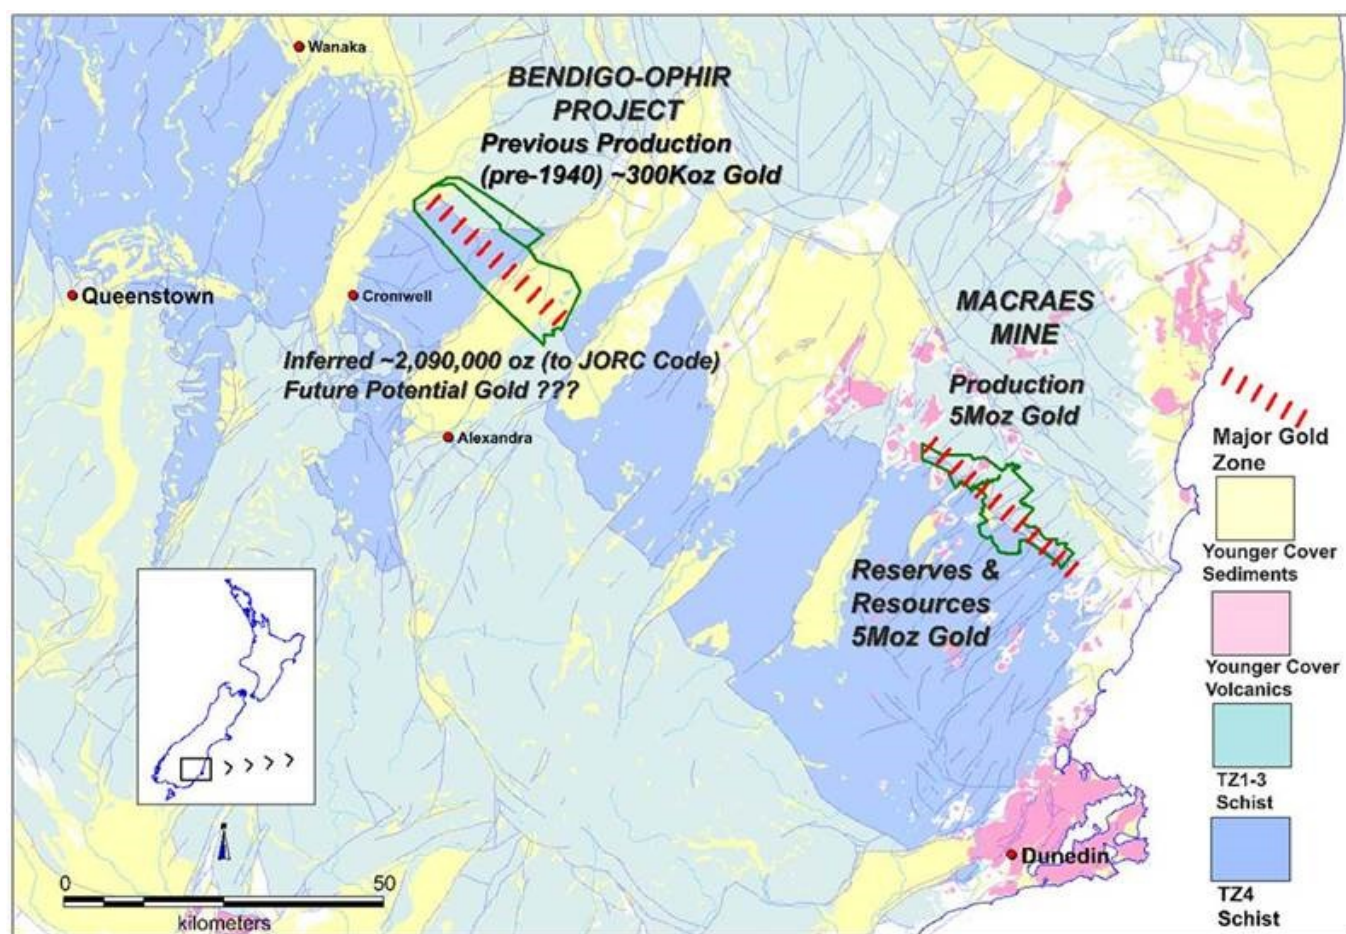 Wanaka
BENDIGO-OPHIR
PROJECT
Previous Production
(pre-1940) ~300Koz Gold
Queenstown
Cromwell
MACRAES
MINE
Inferred ~2,090,000 oz (to JORC Code)
Future Potential Gold ???
Production
5Moz Gold
Alexandra
Major Gold
Zone
Younger Cover
Sediments
Reserves &
Resources
5Moz Gold
Younger Cover
Volcanics
TZ1-3
Schist
Dunedin
TZ4
Schist
0 50
kilometers